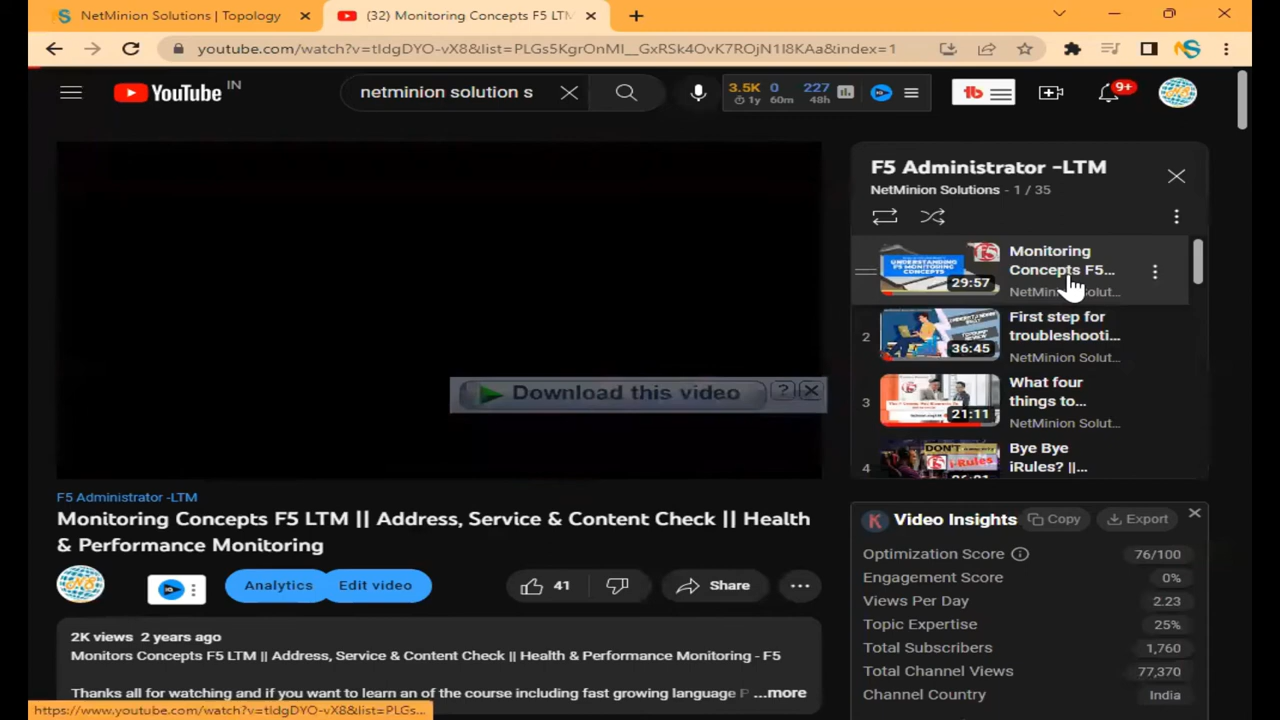 NetMinion Solutions | Topology
(32) Monitoring Concepts F5 LTM
youtube.com/watch?v=tIdgDYO-vX8&list=PLGs5KgrOnMI__GxRSk4OvK7ROjN1I8KAa&index=1
YouTube IN
netminion solution s
3.5K 0 227
1y 60m 48h
9+
F5 Administrator -LTM
NetMinion Solutions - 1 / 35
UNDERSTANDING
F5 MONITORING
CONCEPTS
29:57
Monitoring
Concepts F5...
2
36:45
First step for
troubleshooti...
NetMinion Solut...
3
21:11
What four
things to...
NetMinion Solut...
4
DON'T
i-Rules
Bye Bye
iRules? ||...
Download this video ?
F5 Administrator -LTM
Monitoring Concepts F5 LTM || Address, Service & Content Check || Health
& Performance Monitoring
Analytics
Edit video
41
Share
2K views 2 years ago
Monitors Concepts F5 LTM || Address, Service & Content Check || Health & Performance Monitoring - F5
Thanks all for watching and if you want to learn an of the course including fast growing language P ...more
Video Insights
Copy
Export
Optimization Score 76/100
Engagement Score 0%
Views Per Day 2.23
Topic Expertise 25%
Total Subscribers 1,760
Total Channel Views 77,370
Channel Country India
https://www.youtube.com/watch?v=tIdgDYO-vX8&list=PLGs...